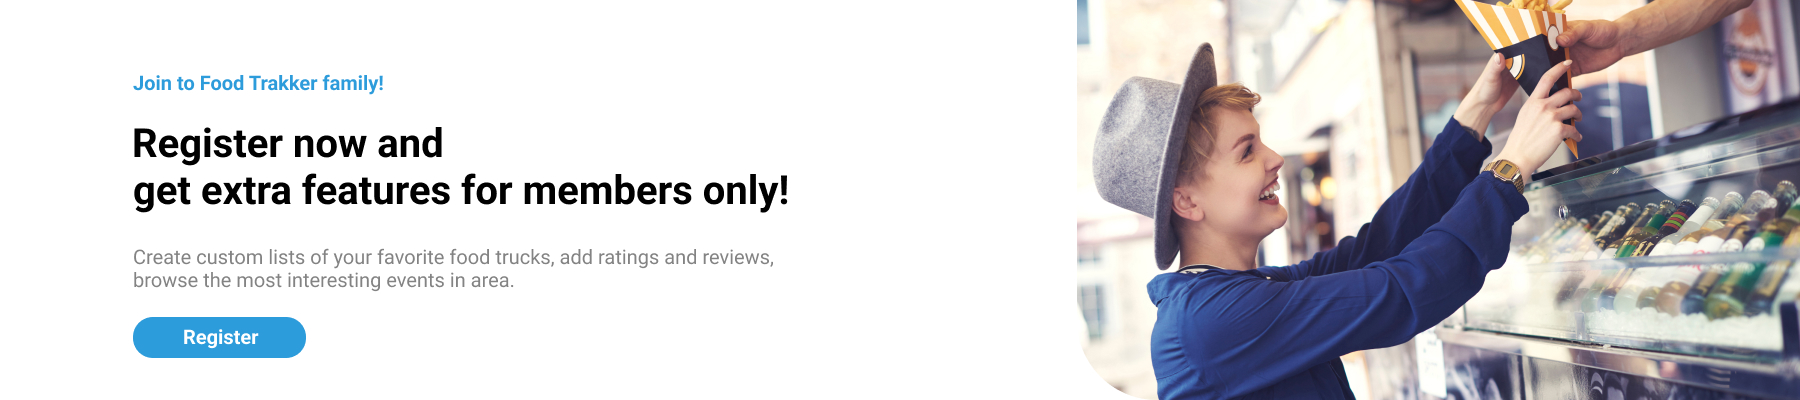 Join to Food Trakker family!
Register now and
get extra features for members only!
Create custom lists of your favorite food trucks, add ratings and reviews,
browse the most interesting events in area.
Register